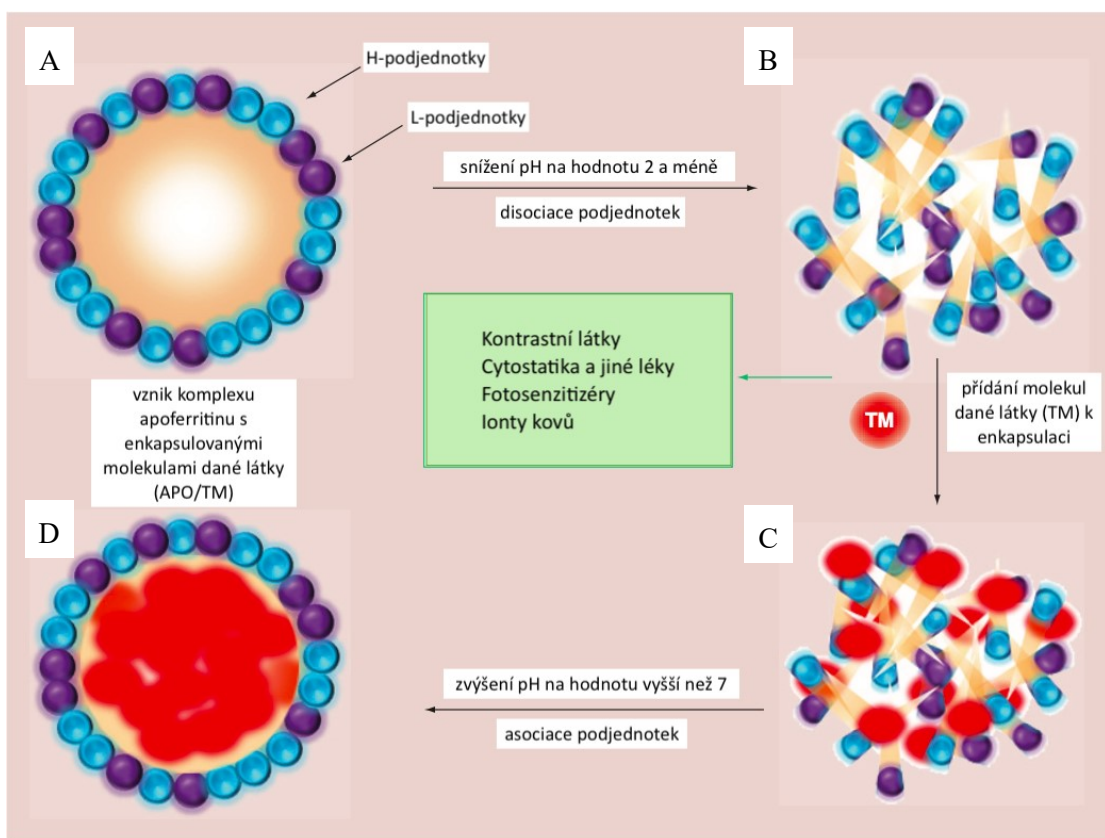 A
H-podjednotky
L-podjednotky
B
snížení pH na hodnotu 2 a méně
disociace podjednotek
Kontrastní látky
Cytostatika a jiné léky
Fotosenzitizéry
Ionty kovů
TM
přídání molekul
dané látky (TM) k
enkapsulaci
vznik komplexu
apoferritinu s
enkapsulovanými
molekulami dané látky
(APO/TM)
C
zvýšení pH na hodnotu vyšší než 7
asociace podjednotek
D